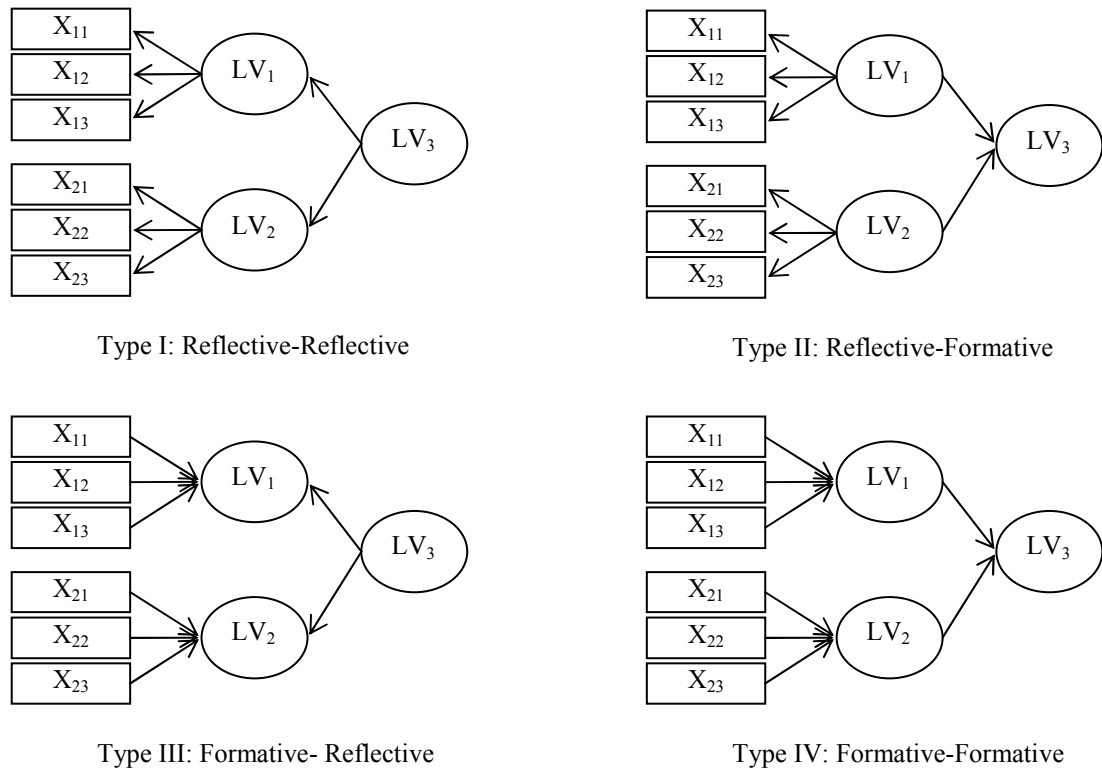 X₁₁
X₁₂
X₁₃
LV₁
X₂₁
X₂₂
X₂₃
LV₂
LV₃
Type I: Reflective-Reflective
X₁₁
X₁₂
X₁₃
LV₁
X₂₁
X₂₂
X₂₃
LV₂
LV₃
Type II: Reflective-Formative
X₁₁
X₁₂
X₁₃
LV₁
X₂₁
X₂₂
X₂₃
LV₂
LV₃
Type III: Formative- Reflective
X₁₁
X₁₂
X₁₃
LV₁
X₂₁
X₂₂
X₂₃
LV₂
LV₃
Type IV: Formative-Formative